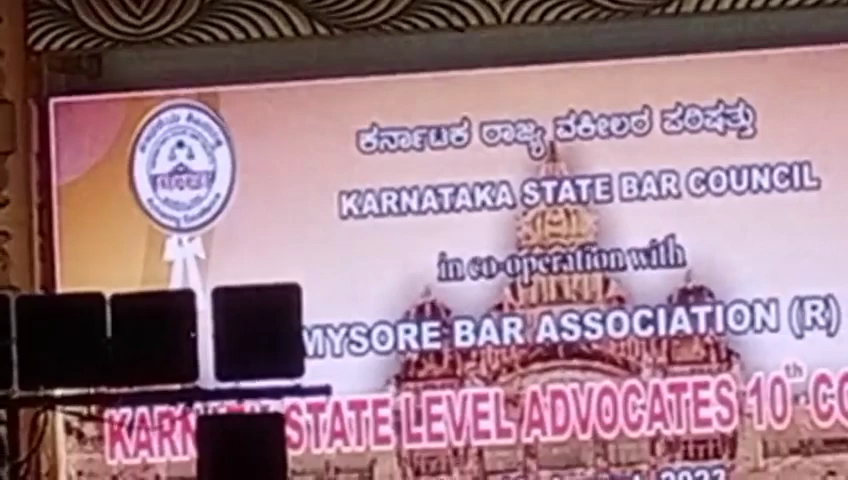 ಕರ್ನಾಟಕ ರಾಜ್ಯ ವಕೀಲರ ಪರಿಷತ್ತು
KARNATAKA STATE BAR COUNCIL
in co-operation with
MYSORE BAR ASSOCIATION (R)
STATE LEVEL ADVOCATES 10th